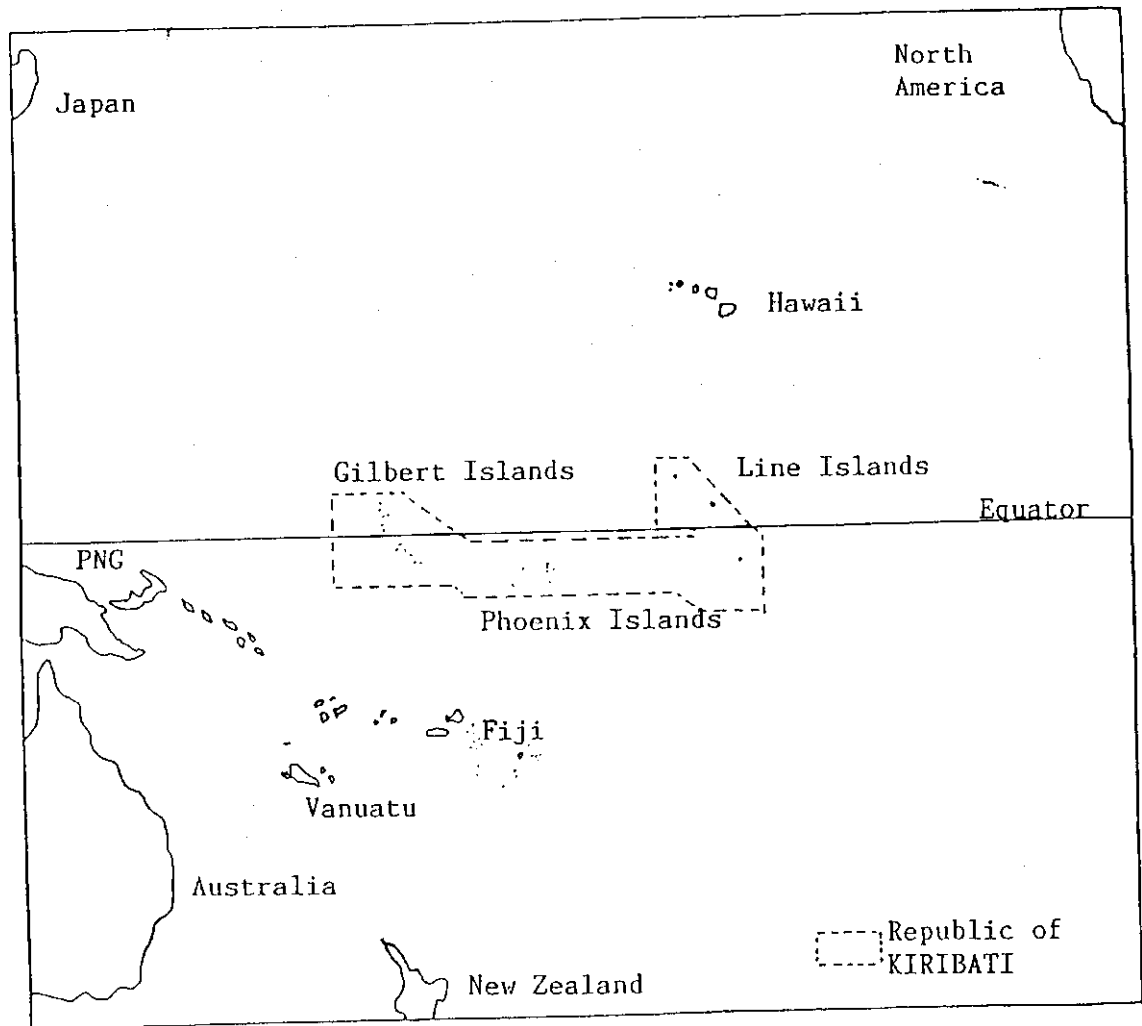 North
America
Japan
Hawaii
Gilbert Islands
Line Islands
Equator
PNG
Phoenix Islands
Fiji
Vanuatu
Australia
Republic of
KIRIBATI
New Zealand